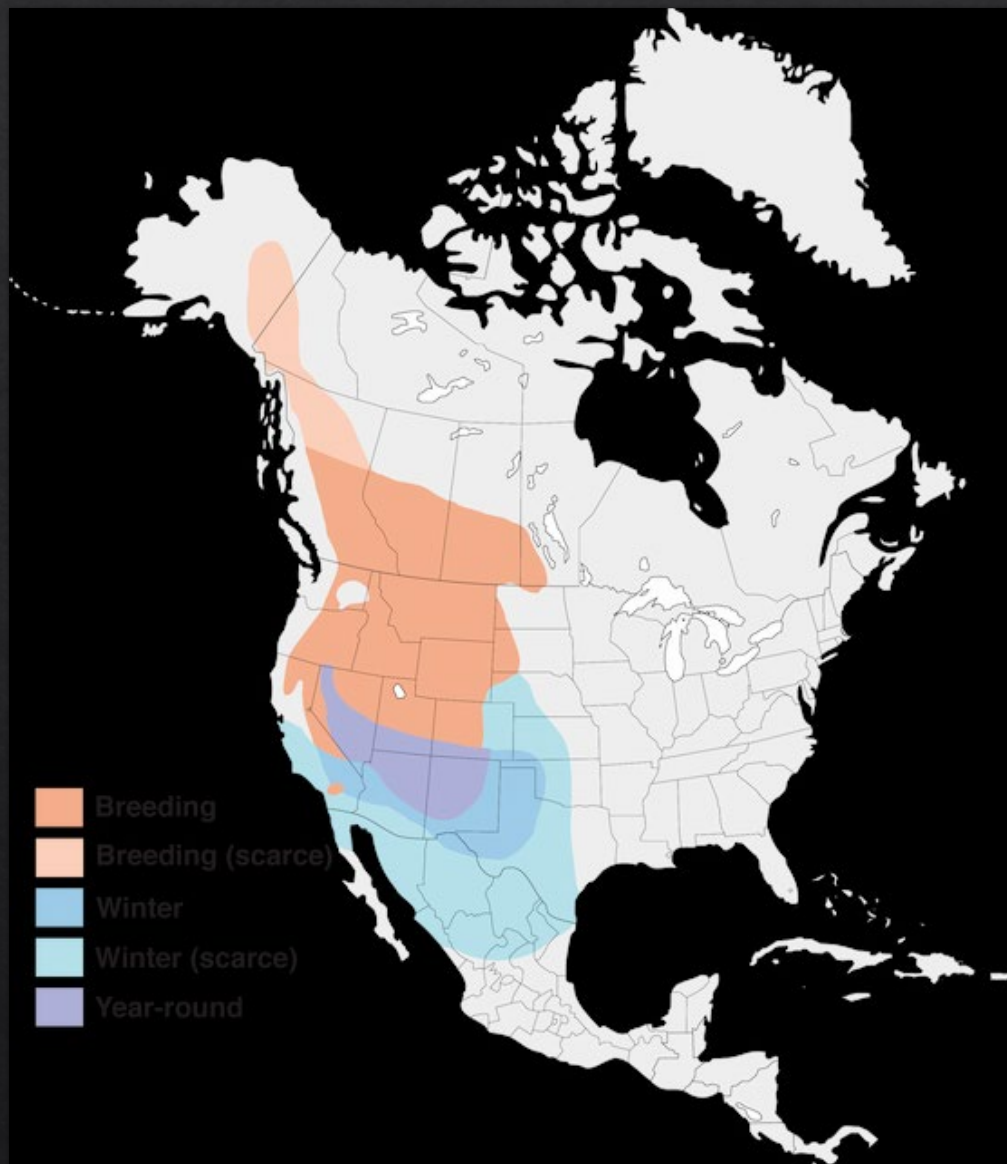 Breeding
Breeding (scarce)
Winter
Winter (scarce)
Year-round